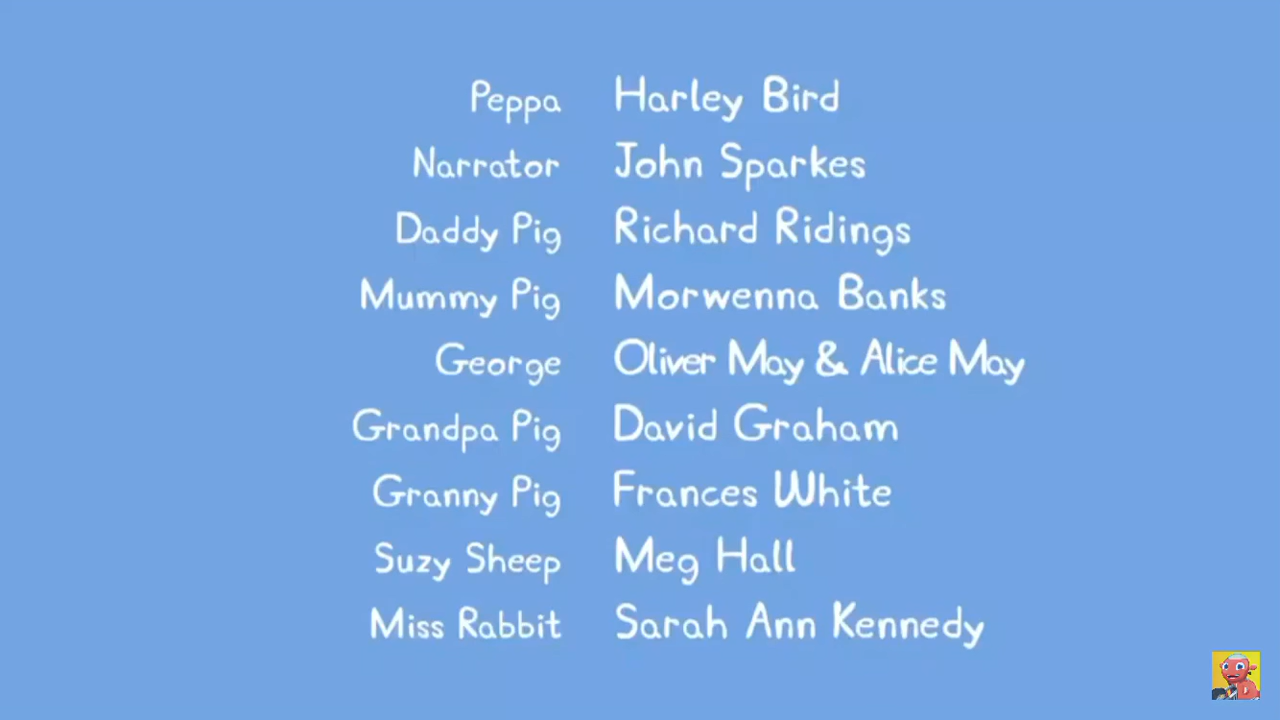 Peppa Harley Bird
Narrator John Sparkes
Daddy Pig Richard Ridings
Mummy Pig Morwenna Banks
George Oliver May & Alice May
Grandpa Pig David Graham
Granny Pig Frances White
Suzy Sheep Meg Hall
Miss Rabbit Sarah Ann Kennedy